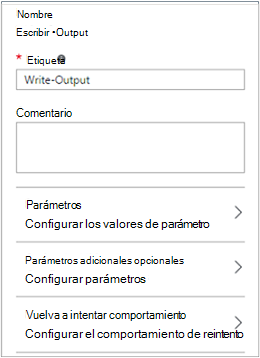 Nombre
Escribir •Output
* Etiqueta
Write-Output
Comentario
Parámetros
Configurar los valores de parámetro
Parámetros adicionales opcionales
Configurar parámetros
Vuelva a intentar comportamiento
Configurar el comportamiento de reintento